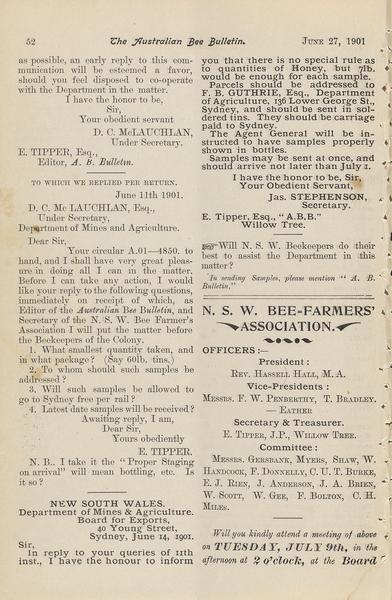 52
The Australian Bee Bulletin.
JUNE 27, 1901
as possible, an early reply to this com-
munication will be esteemed a favor,
should you feel disposed to co-operate
with the Department in the matter.
I have the honor to be,
Sir,
Your obedient servant
D. C. McLAUCHLAN,
Under Secretary.
E. TIPPER, Esq.,
Editor, A. B. Bulletin.
TO WHICH WE REPLIED PER RETURN.
June 11th 1901.
D. C. Mc LAUCHLAN, Esq.,
Under Secretary,
Department of Mines and Agriculture.
Dear Sir,
Your circular A.01—4850. to
hand, and I shall have very great pleas-
ure in doing all I can in the matter.
Before I can take any action, I would
like your reply to the following questions,
immediately on receipt of which, as
Editor of the Australian Bee Bulletin, and
Secretary of the N. S. W. Bee Farmer's
Association I will put the matter before
the Beekeepers of the Colony.
1. What smallest quantity taken, and
in what package? (Say 60lb. tins.)
2. To whom should such samples be
addressed ?
3. Will such samples be allowed to
go to Sydney free per rail ?
4. Latest date samples will be received ?
Awaiting reply, I am,
Dear Sir,
Yours obediently
E. TIPPER.
N. B.. I take it the "Proper Staging
on arrival" will mean bottling, etc. Is
it so ?
NEW SOUTH WALES.
Department of Mines & Agriculture.
Board for Exports,
40 Young Street,
Sydney, June 14, 1901.
Sir,
In reply to your queries of 11th
inst., I have the honour to inform
you that there is no special rule as
to quantities of Honey, but 7lb.
would be enough for each sample.
Parcels should be addressed to
F. B. GUTHRIE, Esq., Department
of Agriculture, 136 Lower George St.,
Sydney, and should be sent in sol-
dered tins. They should be carriage
paid to Sydney.
The Agent General will be in-
structed to have samples properly
shown in bottles.
Samples may be sent at once, and
should arrive not later than July 1.
I have the honor to be, Sir,
Your Obedient Servant,
Jas. STEPHENSON,
Secretary.
E. Tipper, Esq., "A.B.B."
Willow Tree.
☞Will N. S. W. Beekeepers do their
best to assist the Department in this
matter ?
In sending Samples, please mention "A. B.
Bulletin."
N. S. W. BEE-FARMERS'
ASSOCIATION.
OFFICERS :—
President :
REV. HASSELL HALL, M. A.
Vice-Presidents :
MESSRS. F. W. PENBERTHY, T. BRADLEY.
— EATHER
Secretary & Treasurer.
E. TIPPER, J.P., WILLOW TREE.
Committee :
MESSRS. GERSBANK, MYERS, SHAW, W.
HANDCOCK, F. DONNELLY, C. U. T. BURKE,
E. J. RIEN, J. ANDERSON, J. A. BRIEN,
W. SCOTT, W. GEE, F. BOLTON, C. H.
MILES.
Will you kindly attend a meeting of above
on TUESDAY, JULY 9th, in the
afternoon at 2 o'clock, at the Board